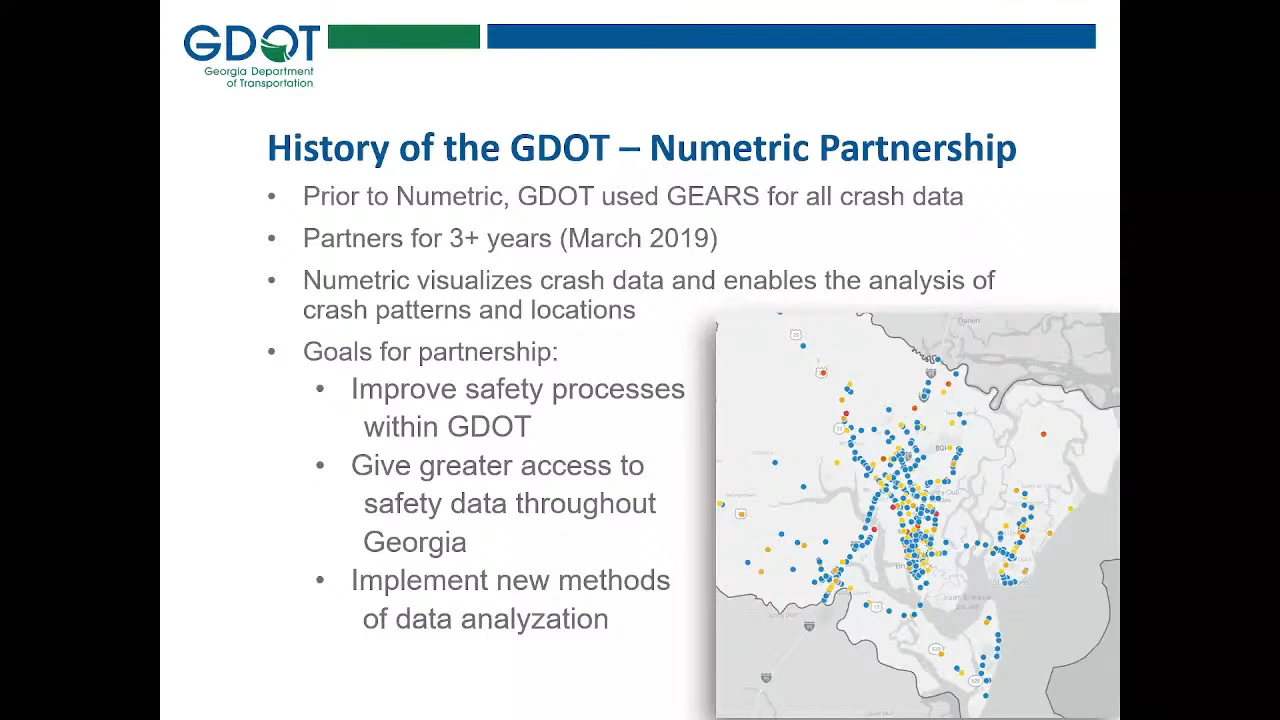 GDOT
Georgia Department
of Transportation
History of the GDOT – Numetric Partnership
• Prior to Numetric, GDOT used GEARS for all crash data
• Partners for 3+ years (March 2019)
• Numetric visualizes crash data and enables the analysis of
crash patterns and locations
• Goals for partnership:
• Improve safety processes
within GDOT
• Give greater access to
safety data throughout
Georgia
• Implement new methods
of data analyzation
Darien
17